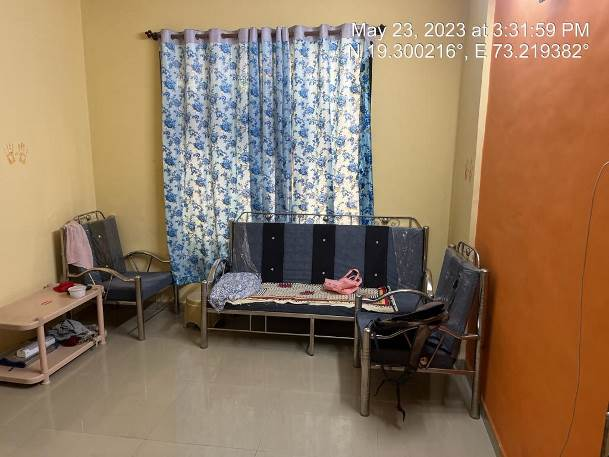 May 23, 2023 at 3:31:59 PM
N 19.300216°, E 73.219382°